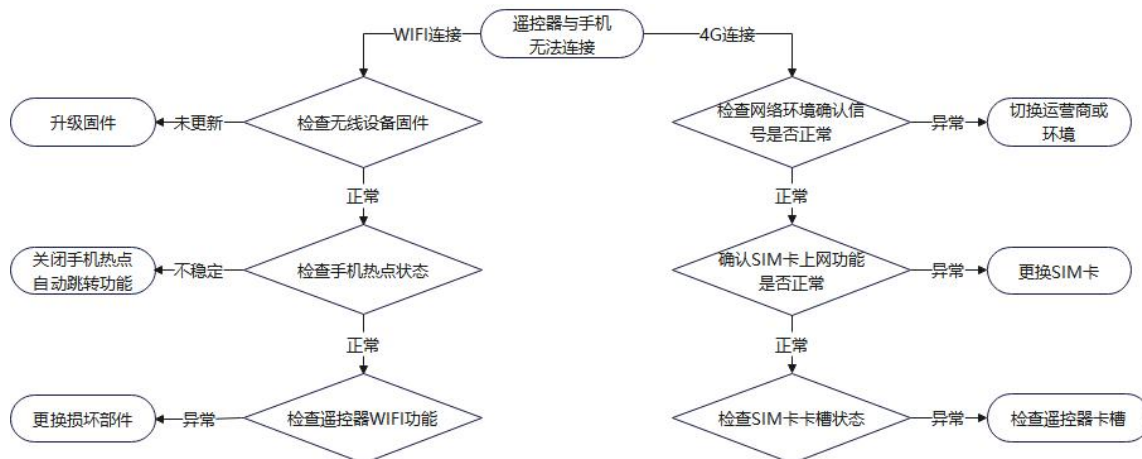 遥控器与手机
无法连接
WIFI连接
4G连接
升级固件
未更新
检查无线设备固件
检查网络环境确认信
号是否正常
异常
切换运营商或
环境
正常
正常
关闭手机热点
自动跳转功能
不稳定
检查手机热点状态
确认SIM卡上网功能
是否正常
异常
更换SIM卡
正常
正常
更换损坏部件
异常
检查遥控器WIFI功能
检查SIM卡卡槽状态
异常
检查遥控器卡槽